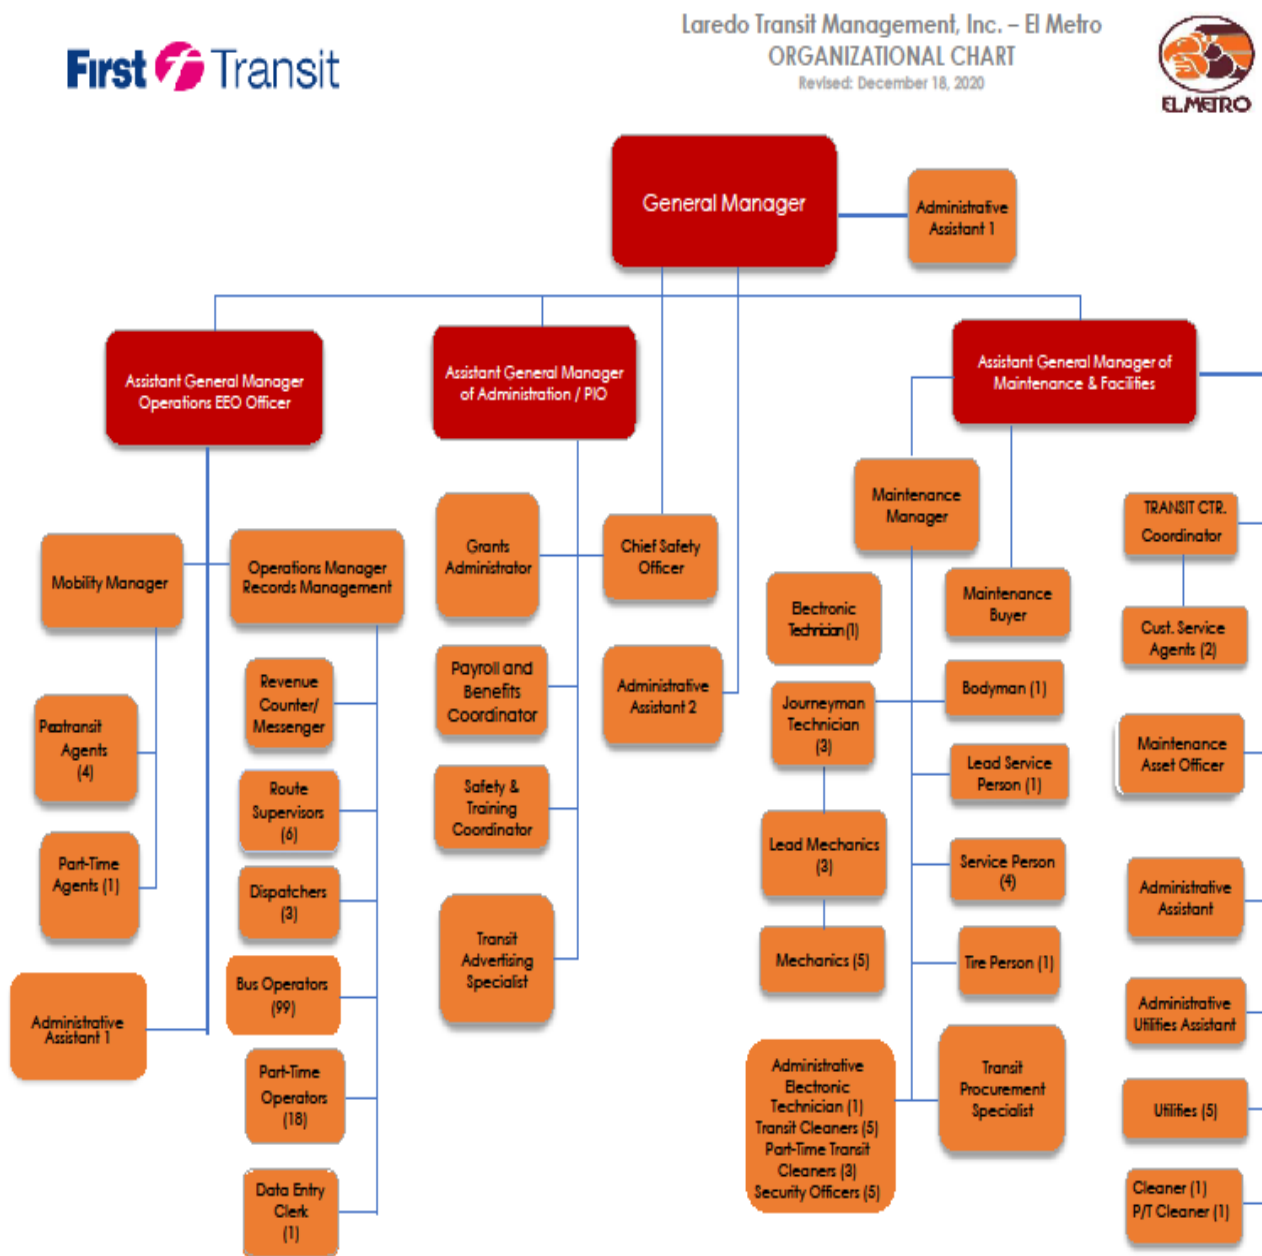 Laredo Transit Management, Inc. – El Metro
ORGANIZATIONAL CHART
Revised: December 18, 2020
First Transit
EL METRO
General Manager
Administrative
Assistant 1
Assistant General Manager
Operations EEO Officer
Assistant General Manager
of Administration / PIO
Assistant General Manager of
Maintenance & Facilities
Mobility Manager
Operations Manager
Records Management
Paratransit
Agents
(4)
Part-Time
Agents (1)
Administrative
Assistant 1
Revenue
Counter/
Messenger
Route
Supervisors
(6)
Dispatchers
(3)
Bus Operators
(99)
Part-Time
Operators
(18)
Data Entry
Clerk
(1)
Grants
Administrator
Payroll and
Benefits
Coordinator
Safety &
Training
Coordinator
Transit
Advertising
Specialist
Chief Safety
Officer
Administrative
Assistant 2
Maintenance
Manager
Maintenance
Buyer
Electronic
Technician(1)
Journeyman
Technician
(3)
Lead Mechanics
(3)
Mechanics (5)
Administrative
Electronic
Technician (1)
Transit Cleaners (5)
Part-Time Transit
Cleaners (3)
Security Officers (5)
Bodyman (1)
Lead Service
Person (1)
Service Person
(4)
Tire Person (1)
Transit
Procurement
Specialist
TRANSIT CTR.
Coordinator
Cust. Service
Agents (2)
Maintenance
Asset Officer
Administrative
Assistant
Administrative
Utilities Assistant
Utilities (5)
Cleaner (1)
P/T Cleaner (1)